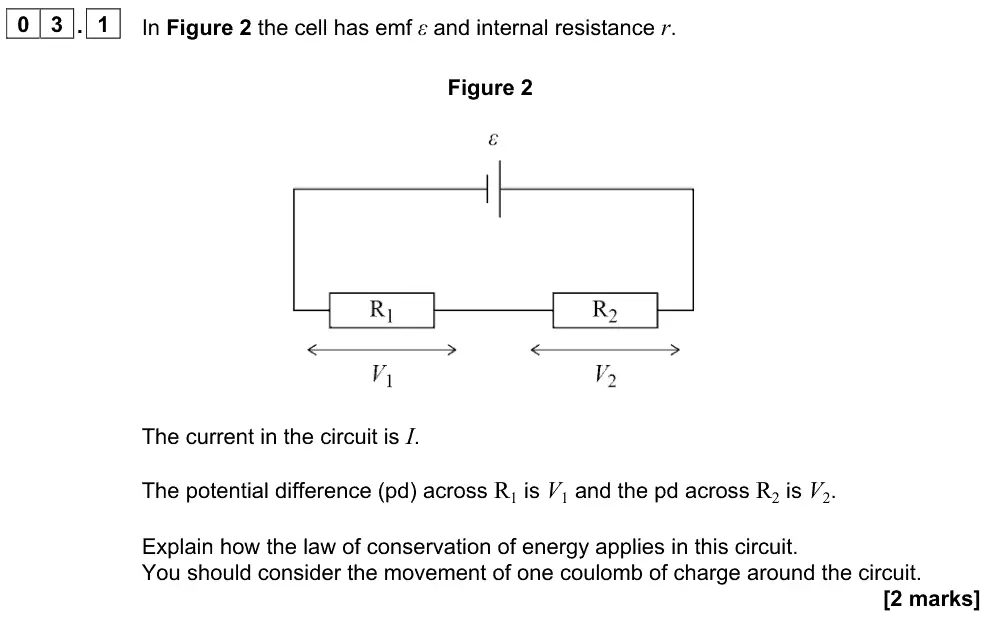 03.1 In Figure 2 the cell has emf ε and internal resistance r.
Figure 2
ε
R₁ R₂
V₁ V₂
The current in the circuit is I.
The potential difference (pd) across R₁ is V₁ and the pd across R₂ is V₂.
Explain how the law of conservation of energy applies in this circuit.
You should consider the movement of one coulomb of charge around the circuit.
[2 marks]